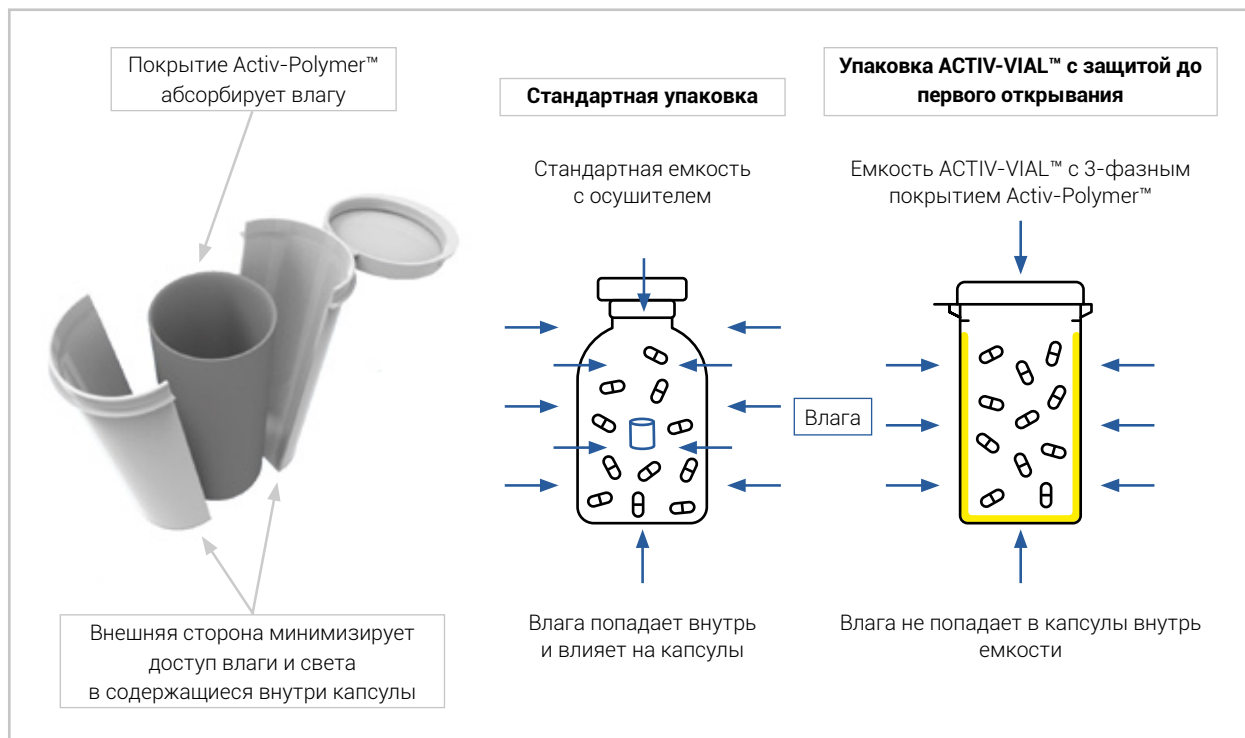 Покрытие Activ-Polymer™
абсорбирует влагу
Внешняя сторона минимизирует
доступ влаги и света
в содержащиеся внутри капсулы
Стандартная упаковка
Стандартная емкость
с осушителем
Влага попадает внутрь
и влияет на капсулы
Влага
Упаковка ACTIV-VIAL™ с защитой до
первого открывания
Емкость ACTIV-VIAL™ с 3-фазным
покрытием Activ-Polymer™
Влага не попадает в капсулы внутрь
емкости